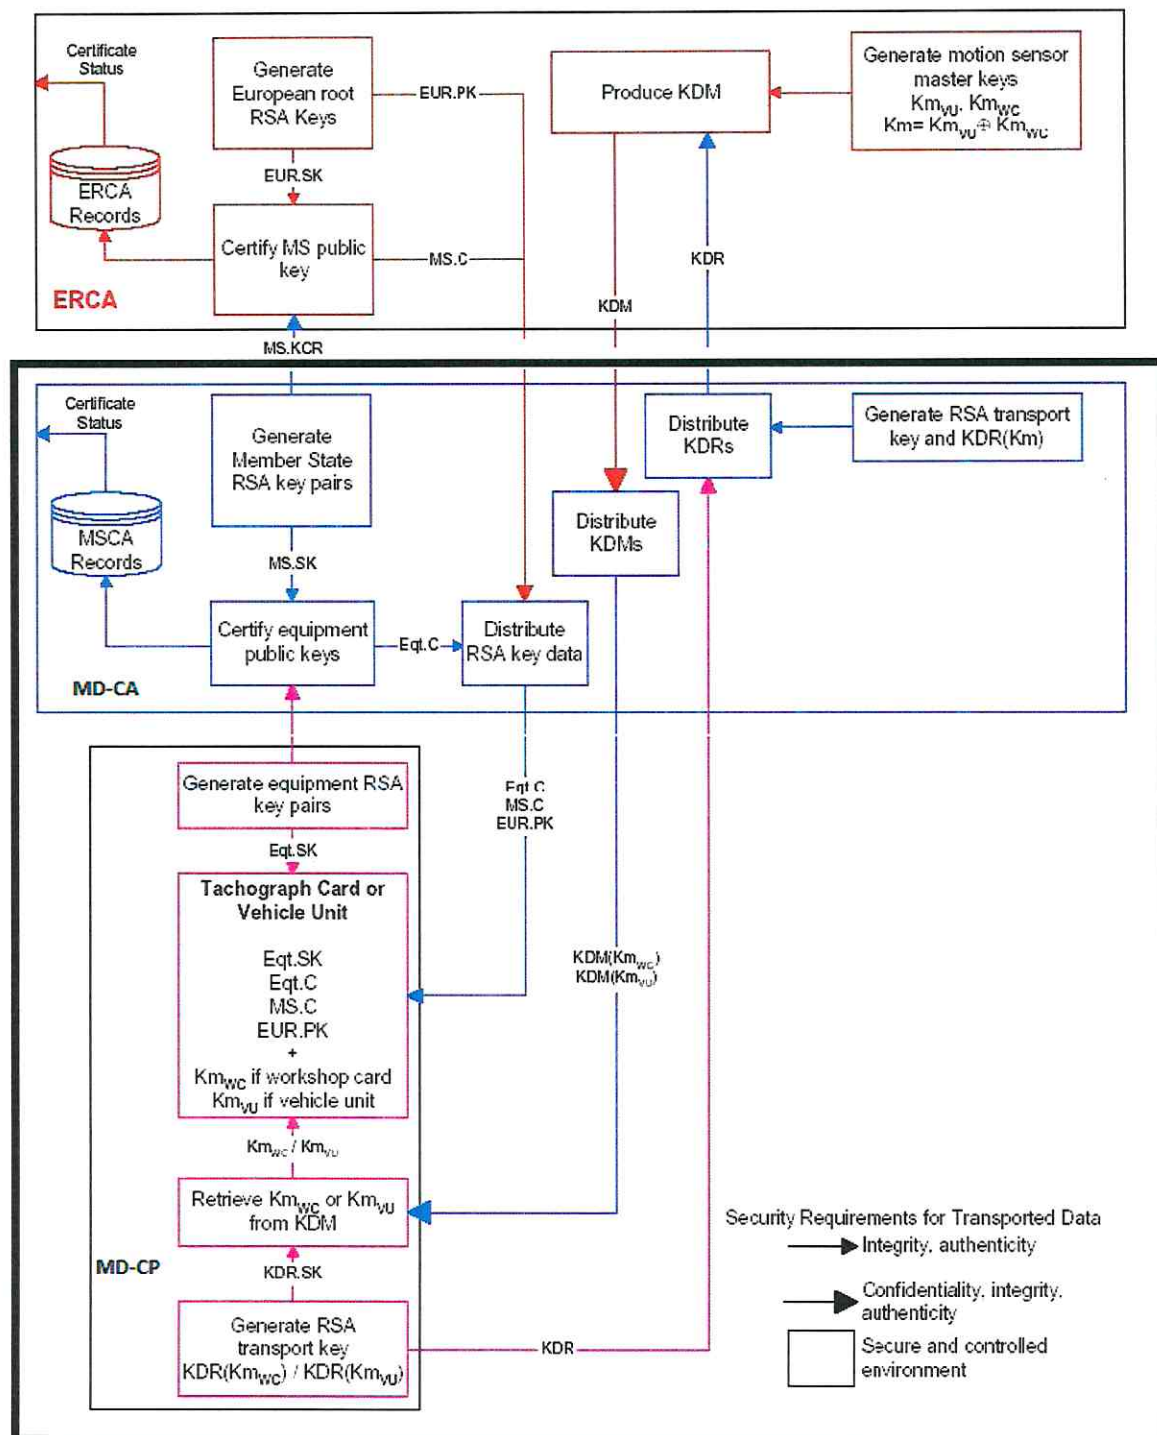 Certificate
Status
Generate
European root
RSA Keys
EUR.PK
Produce KDM
Generate motion sensor
master keys
Km_VU, Km_WC
Km= Km_VU ⊕ Km_WC
EUR.SK
ERCA
Records
Certify MS public
key
MS.C
KDR
ERCA
KDM
MS.KCR
Certificate
Status
Generate
Member State
RSA key pairs
Distribute
KDRs
Generate RSA transport
key and KDR(Km)
MSCA
Records
Distribute
KDMs
MS.SK
Certify equipment
public keys
Eqt.C
Distribute
RSA key data
MD-CA
Generate equipment RSA
key pairs
Eqt.C
MS.C
EUR.PK
Eqt.SK
Tachograph Card or
Vehicle Unit
Eqt.SK
Eqt.C
MS.C
EUR.PK
+
Km_WC if workshop card
Km_VU if vehicle unit
KDM(Km_WC)
KDM(Km_VU)
Km_WC / Km_VU
Retrieve Km_WC or Km_VU
from KDM
MD-CP
KDR.SK
Generate RSA
transport key
KDR(Km_WC) / KDR(Km_VU)
KDR
Security Requirements for Transported Data
Integrity, authenticity
Confidentiality, integrity,
authenticity
Secure and controlled
environment